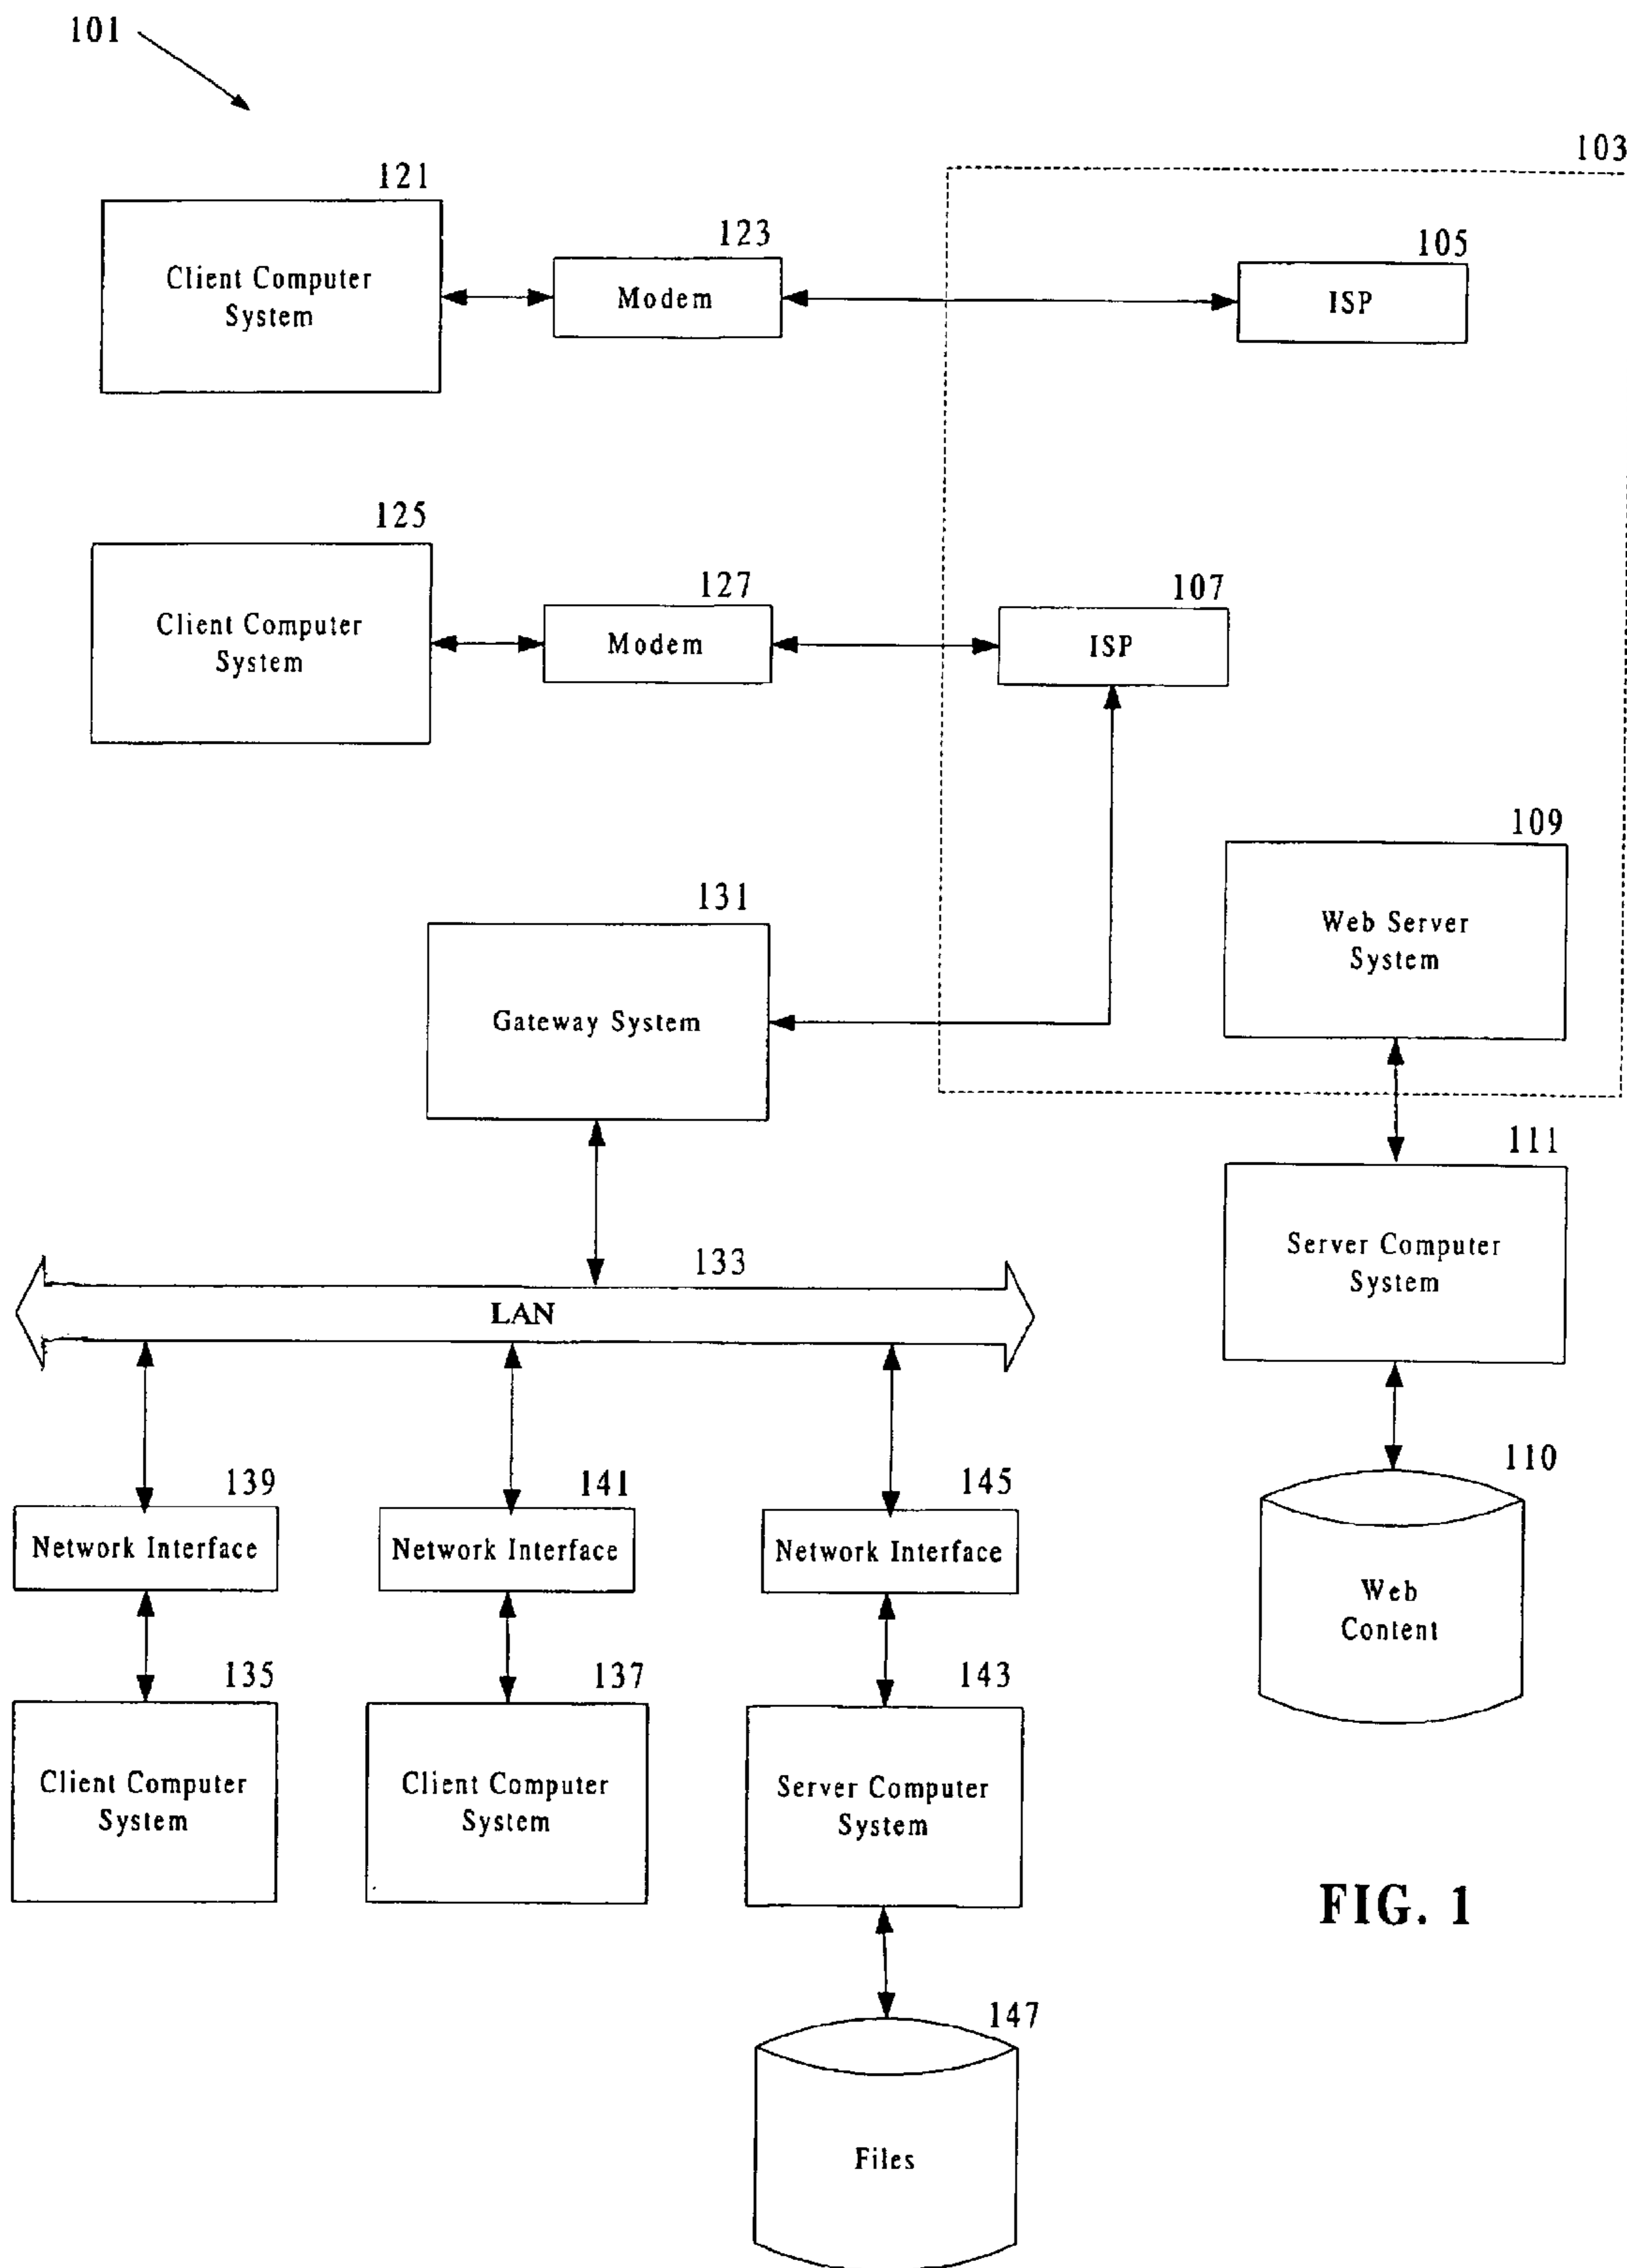 101
103
121
Client Computer
System
123
Modem
105
ISP
125
Client Computer
System
127
Modem
107
ISP
109
Web Server
System
131
Gateway System
111
Server Computer
System
133
LAN
110
Web
Content
139
Network Interface
141
Network Interface
145
Network Interface
135
Client Computer
System
137
Client Computer
System
143
Server Computer
System
FIG. 1
147
Files